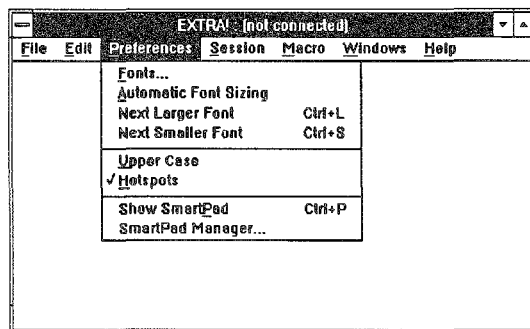 EXTRA! - [not connected]
File Edit Preferences Session Macro Windows Help
Fonts...
Automatic Font Sizing
Next Larger Font Ctrl+L
Next Smaller Font Ctrl+S
Upper Case
✓ Hotspots
Show SmartPad Ctrl+P
SmartPad Manager...